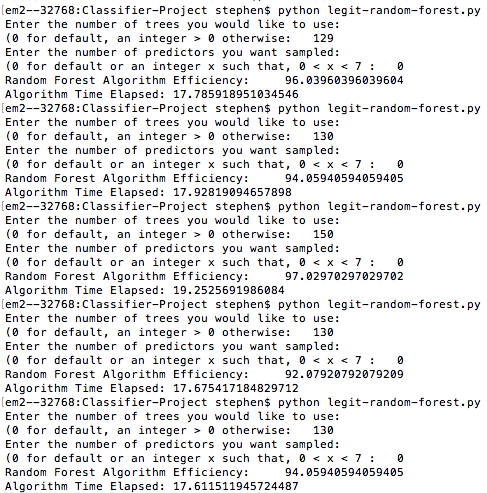 [em2--32768:Classifier-Project stephen$ python legit-random-forest.py
Enter the number of trees you would like to use:
(0 for default, an integer > 0 otherwise:   129
Enter the number of predictors you want sampled:
(0 for default or an integer x such that, 0 < x < 7 :   0
Random Forest Algorithm Efficiency:     96.03960396039604
Algorithm Time Elapsed: 17.785918951034546
[em2--32768:Classifier-Project stephen$ python legit-random-forest.py
Enter the number of trees you would like to use:
(0 for default, an integer > 0 otherwise:   130
Enter the number of predictors you want sampled:
(0 for default or an integer x such that, 0 < x < 7 :   0
Random Forest Algorithm Efficiency:     94.05940594059405
Algorithm Time Elapsed: 17.92819094657898
[em2--32768:Classifier-Project stephen$ python legit-random-forest.py
Enter the number of trees you would like to use:
(0 for default, an integer > 0 otherwise:   150
Enter the number of predictors you want sampled:
(0 for default or an integer x such that, 0 < x < 7 :   0
Random Forest Algorithm Efficiency:     97.02970297029702
Algorithm Time Elapsed: 19.2525691986084
[em2--32768:Classifier-Project stephen$ python legit-random-forest.py
Enter the number of trees you would like to use:
(0 for default, an integer > 0 otherwise:   130
Enter the number of predictors you want sampled:
(0 for default or an integer x such that, 0 < x < 7 :   0
Random Forest Algorithm Efficiency:     92.07920792079209
Algorithm Time Elapsed: 17.675417184829712
[em2--32768:Classifier-Project stephen$ python legit-random-forest.py
Enter the number of trees you would like to use:
(0 for default, an integer > 0 otherwise:   130
Enter the number of predictors you want sampled:
(0 for default or an integer x such that, 0 < x < 7 :   0
Random Forest Algorithm Efficiency:     94.05940594059405
Algorithm Time Elapsed: 17.611511945724487